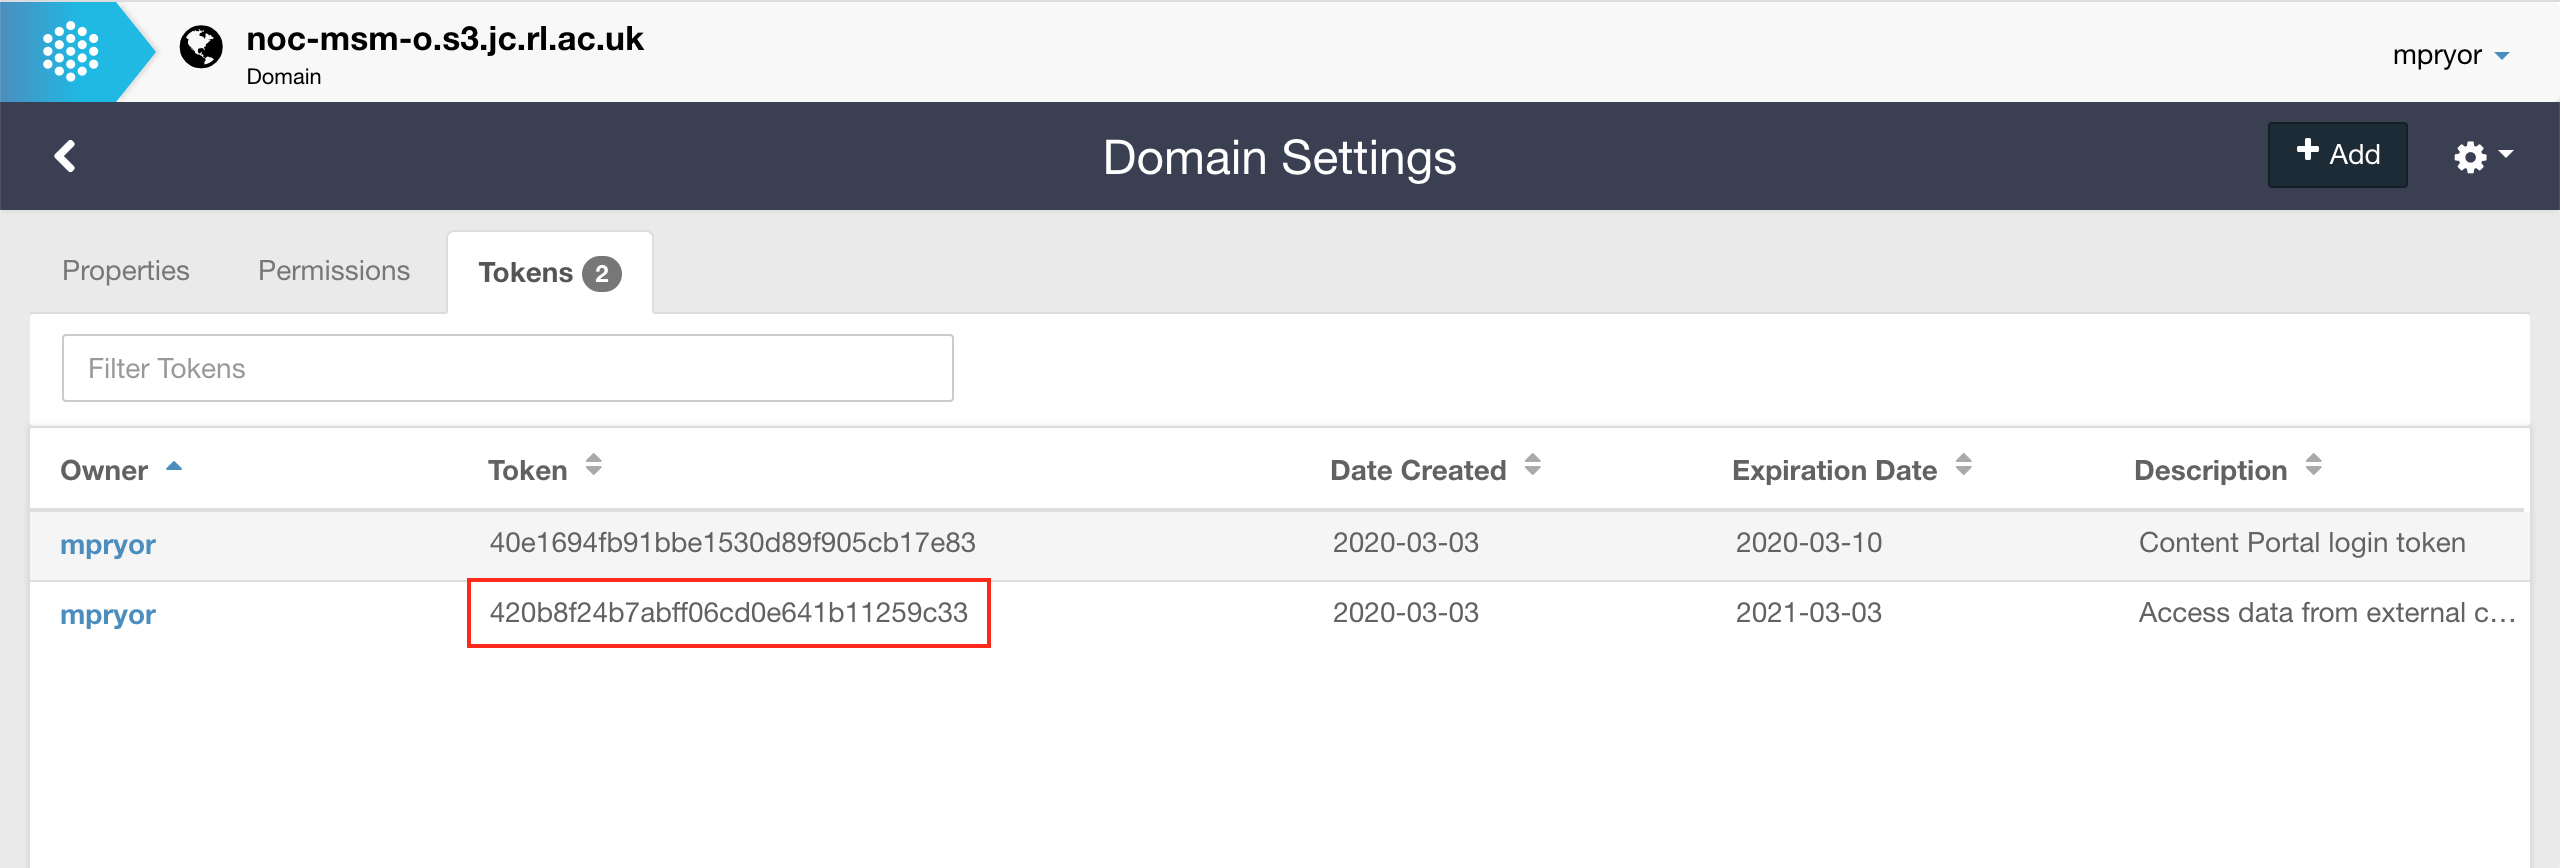 noc-msm-o.s3.jc.rl.ac.uk
Domain
mpryor
Domain Settings
Add
Properties Permissions Tokens 2
Filter Tokens
Owner Token Date Created Expiration Date Description
mpryor 40e1694fb91bbe1530d89f905cb17e83 2020-03-03 2020-03-10 Content Portal login token
mpryor 420b8f24b7abff06cd0e641b11259c33 2020-03-03 2021-03-03 Access data from external c...